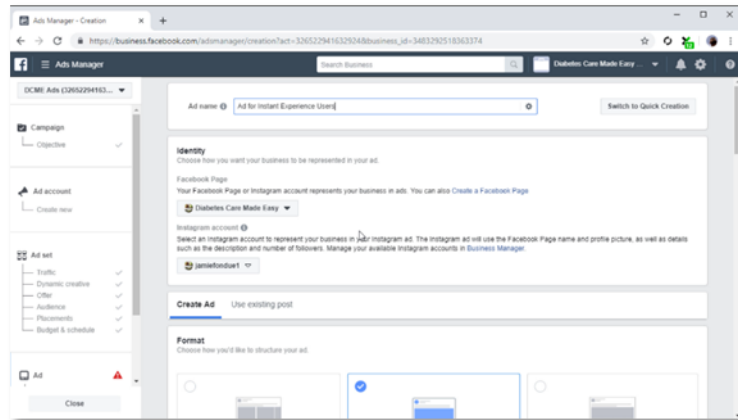 Ads Manager - Creation
https://business.facebook.com/adsmanager/creation?act=326522941632924&business_id=3483292518363374
Ads Manager
Search Business
Diabetes Care Made Easy ...
DCME Ads (32652294163...
Ad name
Ad for Instant Experience Users
Switch to Quick Creation
Campaign
Objective
Ad account
Create new
Ad set
Traffic
Dynamic creative
Offer
Audience
Placements
Budget & schedule
Ad
Close
Identity
Choose how you want your business to be represented in your ad.
Facebook Page
Your Facebook Page or Instagram account represents your business in ads. You can also Create a Facebook Page
Diabetes Care Made Easy
Instagram account
Select an Instagram account to represent your business in your Instagram ad. The Instagram ad will use the Facebook Page name and profile picture, as well as details
such as the description and number of followers. Manage your available Instagram accounts in Business Manager.
jamiefonduet
Create Ad Use existing post
Format
Choose how you'd like to structure your ad.